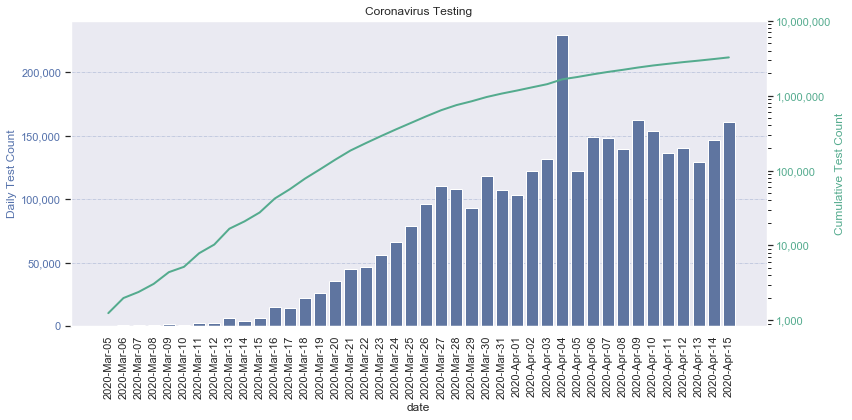 Coronavirus Testing
Daily Test Count
200,000
150,000
100,000
50,000
0
10,000,000
1,000,000
100,000
10,000
1,000
Cumulative Test Count
2020-Mar-05
2020-Mar-06
2020-Mar-07
2020-Mar-08
2020-Mar-09
2020-Mar-10
2020-Mar-11
2020-Mar-12
2020-Mar-13
2020-Mar-14
2020-Mar-15
2020-Mar-16
2020-Mar-17
2020-Mar-18
2020-Mar-19
2020-Mar-20
2020-Mar-21
2020-Mar-22
2020-Mar-23
2020-Mar-24
2020-Mar-25
2020-Mar-26
2020-Mar-27
2020-Mar-28
2020-Mar-29
2020-Mar-30
2020-Mar-31
2020-Apr-01
2020-Apr-02
2020-Apr-03
2020-Apr-04
2020-Apr-05
2020-Apr-06
2020-Apr-07
2020-Apr-08
2020-Apr-09
2020-Apr-10
2020-Apr-11
2020-Apr-12
2020-Apr-13
2020-Apr-14
2020-Apr-15
date